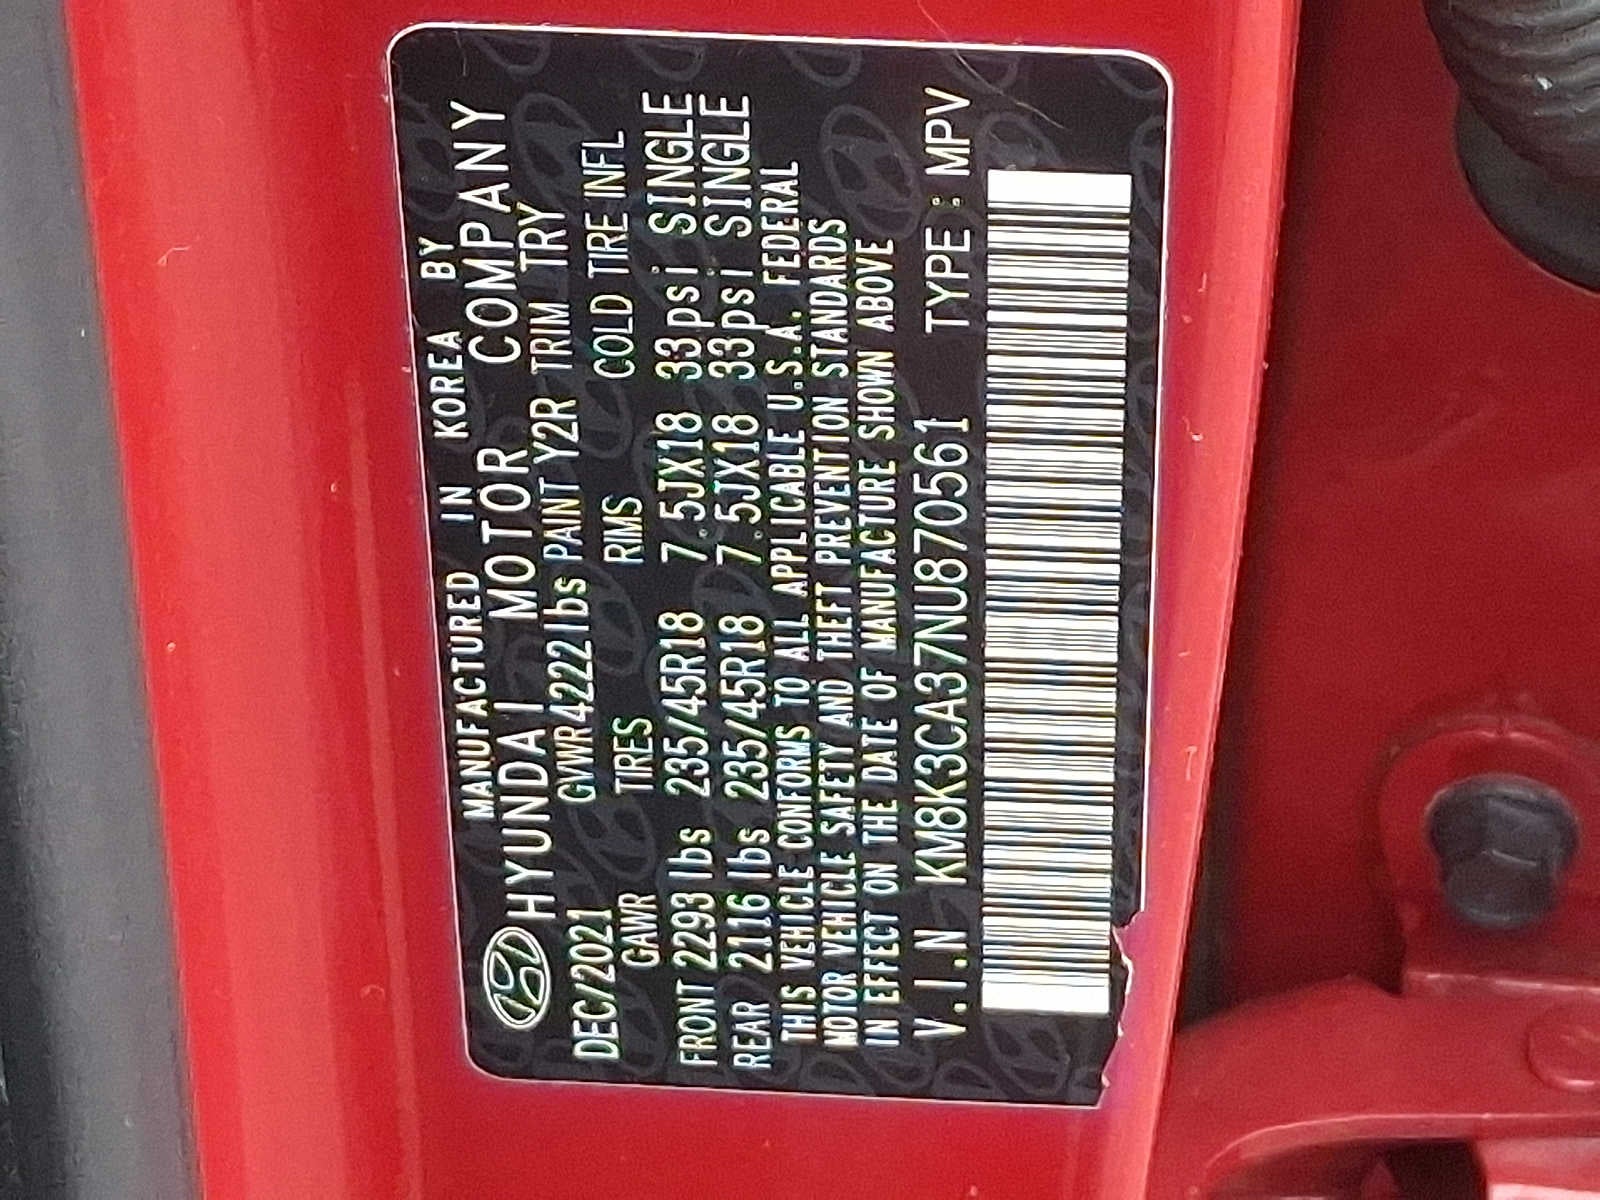 MANUFACTURED IN KOREA BY
HYUNDAI MOTOR COMPANY
DEC/2021 GVWR 4222 lbs PAINT Y2R TRIM TRY
GAWR TIRES RIMS COLD TIRE INFL
FRONT 2293 lbs 235/45R18 7.5JX18 33psi SINGLE
REAR 2116 lbs 235/45R18 7.5JX18 33psi SINGLE
THIS VEHICLE CONFORMS TO ALL APPLICABLE U.S.A. FEDERAL
MOTOR VEHICLE SAFETY AND THEFT PREVENTION STANDARDS
IN EFFECT ON THE DATE OF MANUFACTURE SHOWN ABOVE
V.I.N KM8K3CA37NU870561 TYPE : MPV